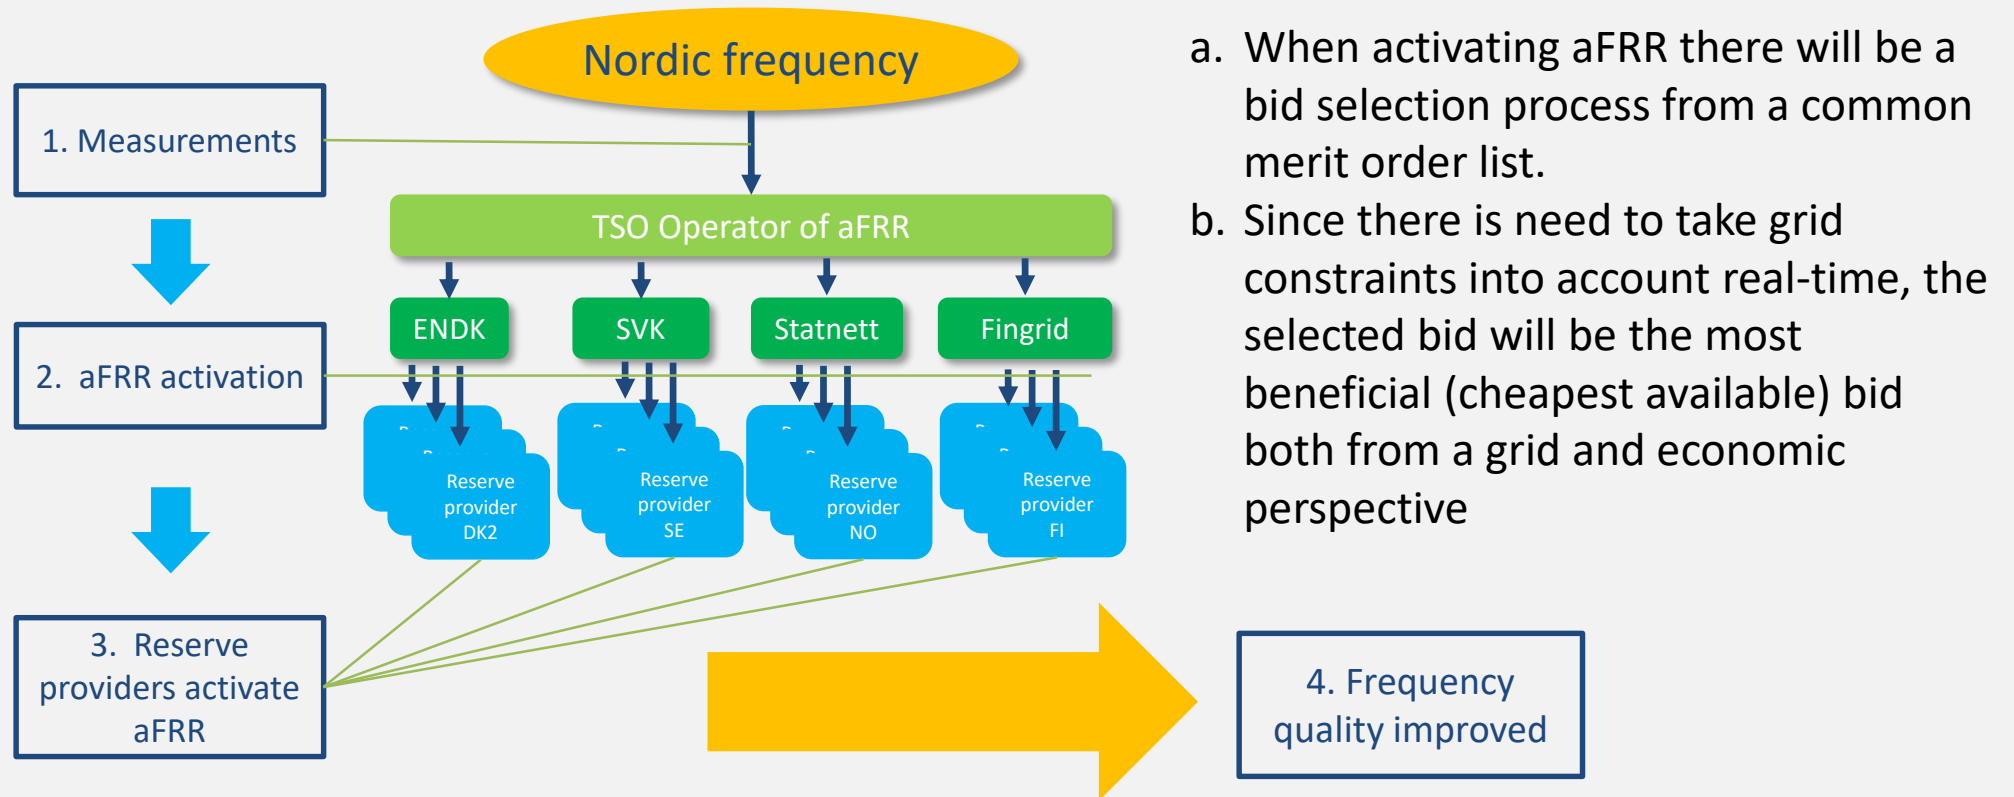 Nordic frequency
1. Measurements
TSO Operator of aFRR
ENDK
SVK
Statnett
Fingrid
2. aFRR activation
Reserve
provider
DK2
Reserve
provider
SE
Reserve
provider
NO
Reserve
provider
FI
3. Reserve
providers activate
aFRR
a. When activating aFRR there will be a
bid selection process from a common
merit order list.
b. Since there is need to take grid
constraints into account real-time, the
selected bid will be the most
beneficial (cheapest available) bid
both from a grid and economic
perspective
4. Frequency
quality improved